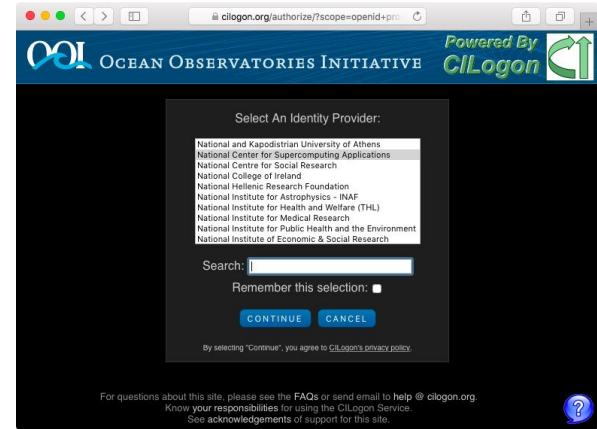 cilogon.org/authorize/?scope=openid+pro
OOI OCEAN OBSERVATORIES INITIATIVE
Powered By
CILogon
Select An Identity Provider:
National and Kapodistrian University of Athens
National Center for Supercomputing Applications
National Centre for Social Research
National College of Ireland
National Hellenic Research Foundation
National Institute for Astrophysics - INAF
National Institute for Health and Welfare (THL)
National Institute for Medical Research
National Institute for Public Health and the Environment
National Institute of Economic & Social Research
Search:
Remember this selection:
CONTINUE CANCEL
By selecting "Continue", you agree to CILogon's privacy policy.
For questions about this site, please see the FAQs or send email to help @ cilogon.org.
Know your responsibilities for using the CILogon Service.
See acknowledgements of support for this site.
?